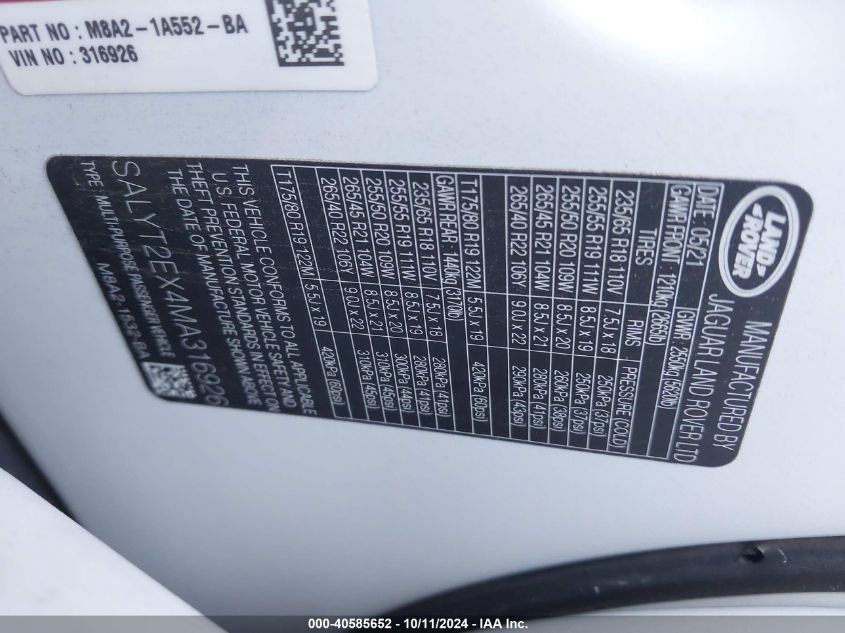 PART NO : M8A2-1A552-BA
VIN NO : 316926
MANUFACTURED BY
JAGUAR LAND ROVER LTD
LAND ROVER
DATE 05/21 GVWR : 2505kg (5520lb)
GAWR FRONT : 1210kg (2665lb)
TIRES RIMS PRESSURE (COLD)
235/65 R18 110V 7.5J x 18 250kPa (37psi)
255/55 R19 111W 8.5J x 19 250kPa (37psi)
255/50 R20 109W 8.5J x 20 260kPa (38psi)
265/45 R21 104W 8.5J x 21 280kPa (41psi)
265/40 R22 106Y 9.0J x 22 290kPa (43psi)
T175/80 R19 122M 5.5J x 19 420kPa (60psi)
GAWR REAR : 1440kg (3170lb)
235/65 R18 110V 7.5J x 18 280kPa (41psi)
255/55 R19 111W 8.5J x 19 280kPa (41psi)
255/50 R20 109W 8.5J x 20 300kPa (44psi)
265/45 R21 104W 8.5J x 21 310kPa (45psi)
265/40 R22 106Y 9.0J x 22 310kPa (45psi)
T175/80 R19 122M 5.5J x 19 420kPa (60psi)
THIS VEHICLE CONFORMS TO ALL APPLICABLE
U.S. FEDERAL MOTOR VEHICLE SAFETY AND
THEFT PREVENTION STANDARDS IN EFFECT ON
THE DATE OF MANUFACTURE SHOWN ABOVE
SALYT2EX4MA316926
TYPE : MULTI-PURPOSE PASSENGER VEHICLE
M8A2-1532-BA
000-40585652 - 10/11/2024 - IAA Inc.